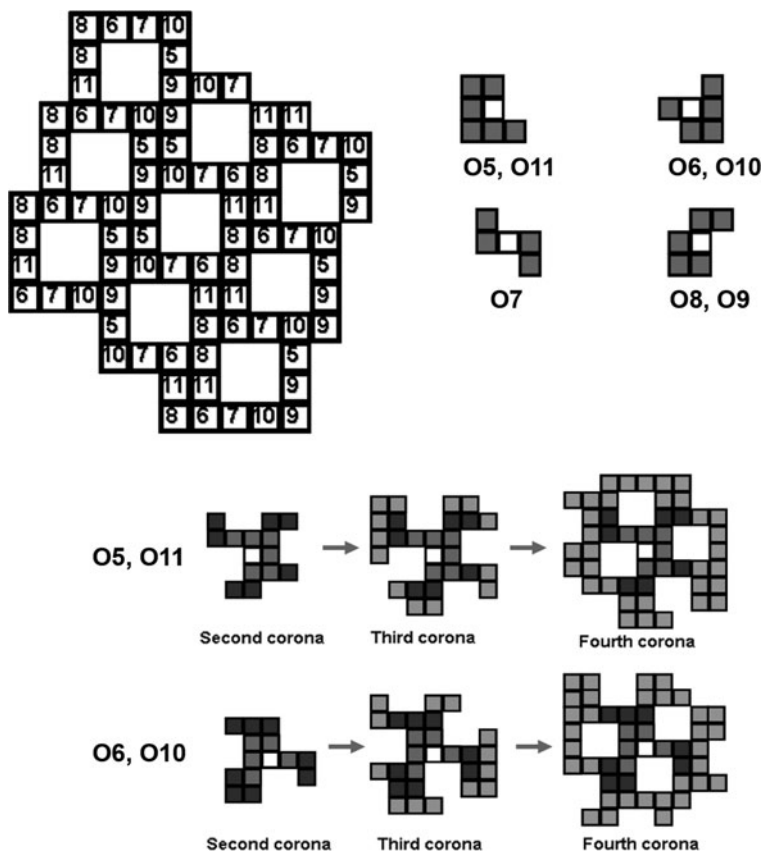 8 6 7 10
8 5
11 9 10 7
8 6 7 10 9 11 11
8 5 5 8 6 7 10
11 9 10 7 6 8 5
8 6 7 10 9 11 11 9
8 5 5 8 6 7 10
11 9 10 7 6 8 5
6 7 10 9 11 11 9
5 8 6 7 10 9
10 7 6 8 5
11 11 9
8 6 7 10 9
O5, O11
O6, O10
O7
O8, O9
O5, O11
Second corona
Third corona
Fourth corona
O6, O10
Second corona
Third corona
Fourth corona